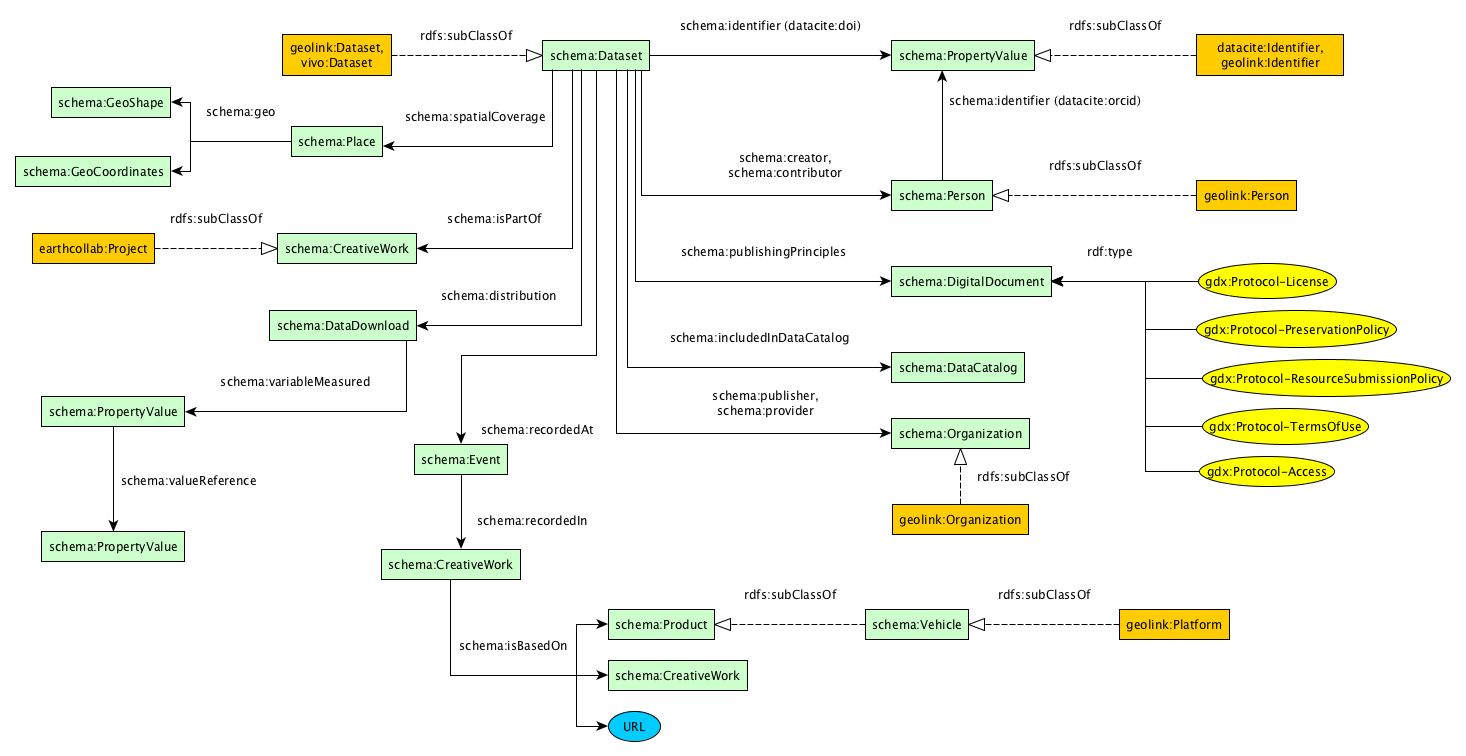 schema:identifier (datacite:doi)
rdfs:subClassOf
rdfs:subClassOf
geolink:Dataset,
vivo:Dataset
schema:Dataset
schema:PropertyValue
datacite:Identifier,
geolink:Identifier
schema:GeoShape
schema:geo
schema:spatialCoverage
schema:identifier (datacite:orcid)
schema:Place
schema:GeoCoordinates
schema:creator,
schema:contributor
rdfs:subClassOf
schema:Person
geolink:Person
rdfs:subClassOf
schema:isPartOf
earthcollab:Project
schema:CreativeWork
schema:publishingPrinciples
rdf:type
schema:DigitalDocument
gdx:Protocol-License
schema:distribution
schema:DataDownload
gdx:Protocol-PreservationPolicy
schema:includedInDataCatalog
schema:DataCatalog
gdx:Protocol-ResourceSubmissionPolicy
schema:variableMeasured
schema:PropertyValue
schema:publisher,
schema:provider
schema:recordedAt
schema:Organization
gdx:Protocol-TermsOfUse
schema:Event
gdx:Protocol-Access
schema:valueReference
rdfs:subClassOf
schema:recordedIn
geolink:Organization
schema:PropertyValue
schema:CreativeWork
rdfs:subClassOf
rdfs:subClassOf
schema:Product
schema:Vehicle
geolink:Platform
schema:isBasedOn
schema:CreativeWork
URL